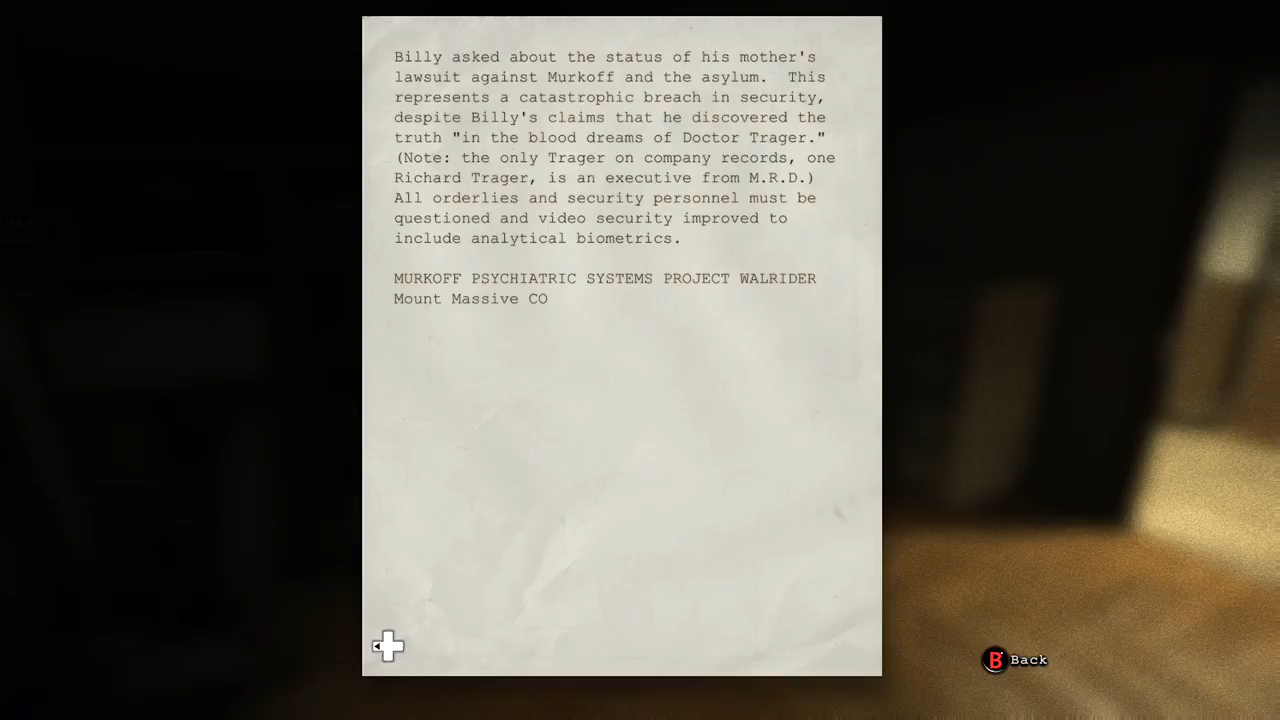 Billy asked about the status of his mother's
lawsuit against Murkoff and the asylum.  This
represents a catastrophic breach in security,
despite Billy's claims that he discovered the
truth "in the blood dreams of Doctor Trager."
(Note: the only Trager on company records, one
Richard Trager, is an executive from M.R.D.)
All orderlies and security personnel must be
questioned and video security improved to
include analytical biometrics.

MURKOFF PSYCHIATRIC SYSTEMS PROJECT WALRIDER
Mount Massive CO
B Back